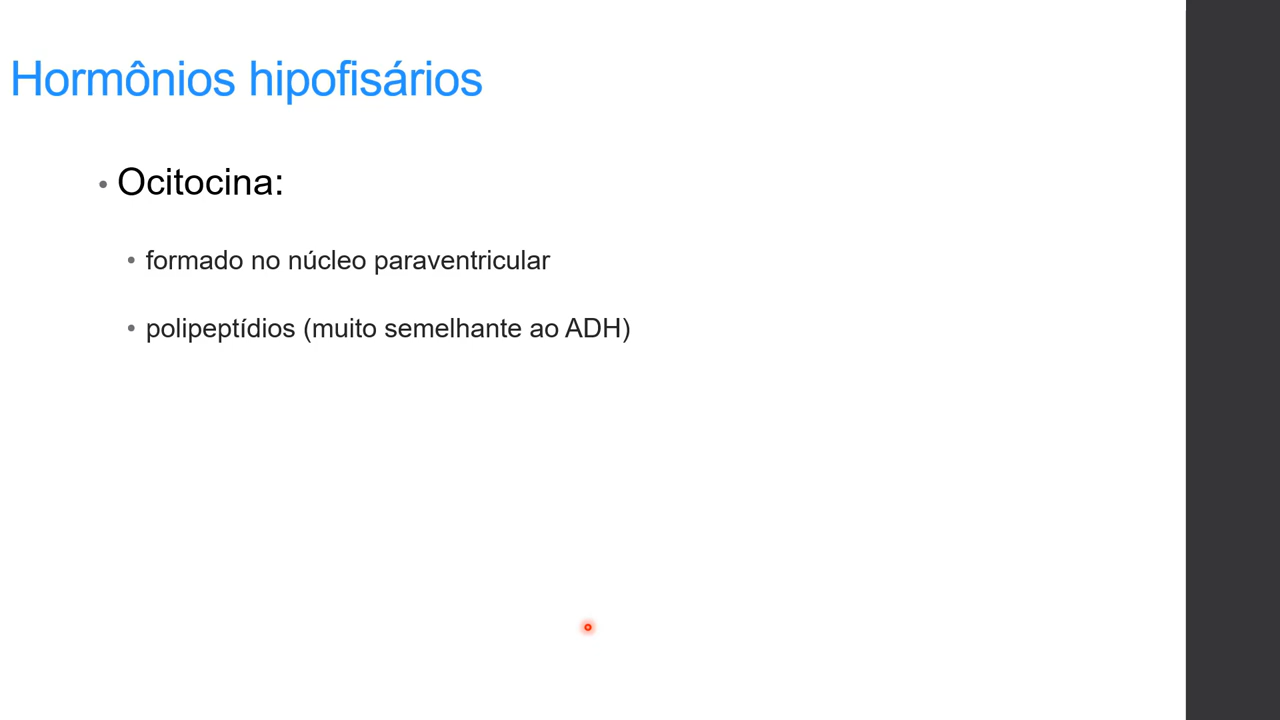 Hormônios hipofisários
• Ocitocina:
• formado no núcleo paraventricular
• polipeptídios (muito semelhante ao ADH)